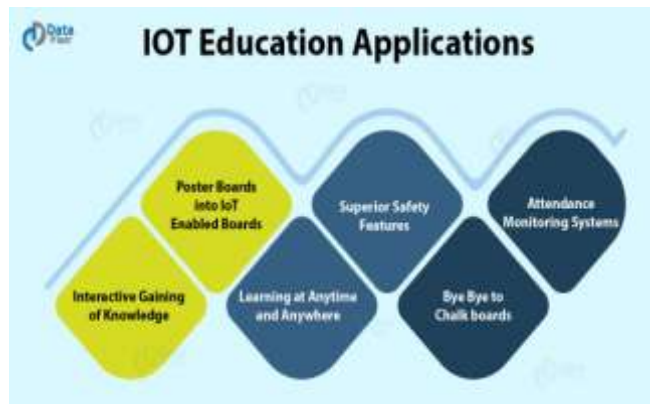 Data
Flair
IOT Education Applications
Poster Boards
into IoT
Enabled Boards
Superior Safety
Features
Attendance
Monitoring Systems
Interactive Gaining
of Knowledge
Learning at Anytime
and Anywhere
Bye Bye to
Chalk boards